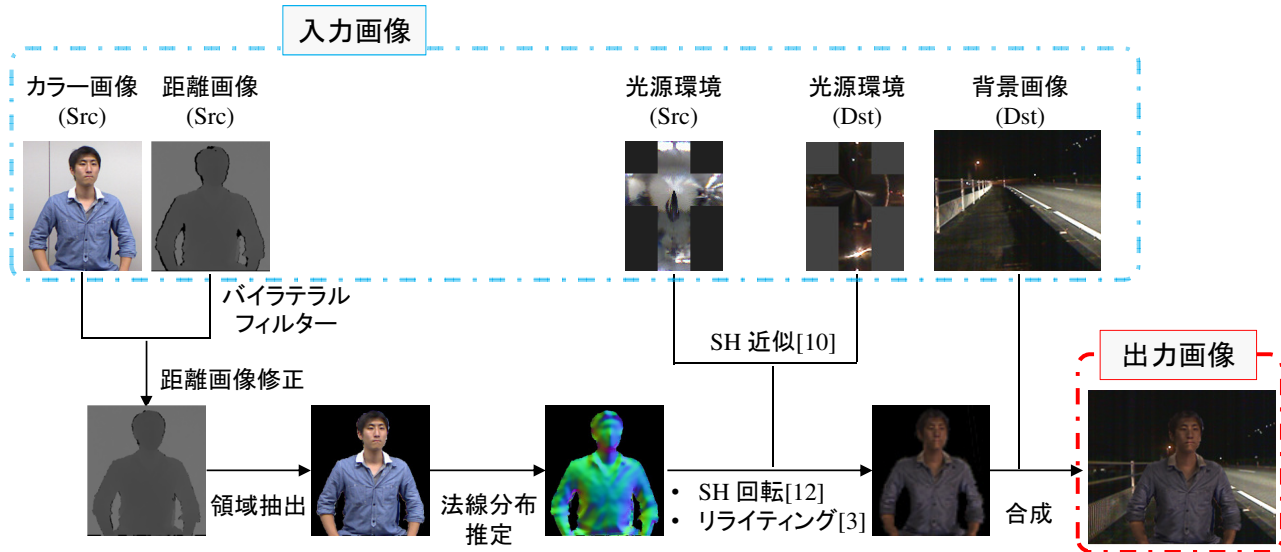 入力画像
カラー画像
(Src)
距離画像
(Src)
光源環境
(Src)
光源環境
(Dst)
背景画像
(Dst)
バイラテラル
フィルター
SH 近似[10]
距離画像修正
出力画像
領域抽出
法線分布
推定
• SH 回転[12]
• リライティング[3]
合成